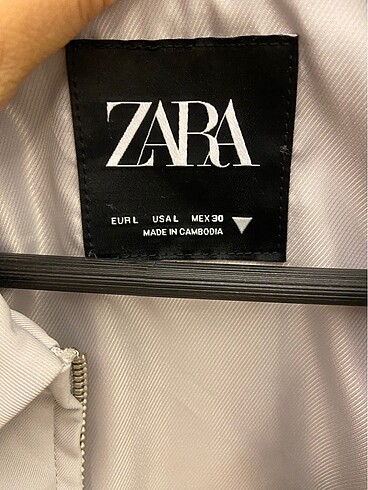 ZARA
EUR L USA L MEX 30
MADE IN CAMBODIA